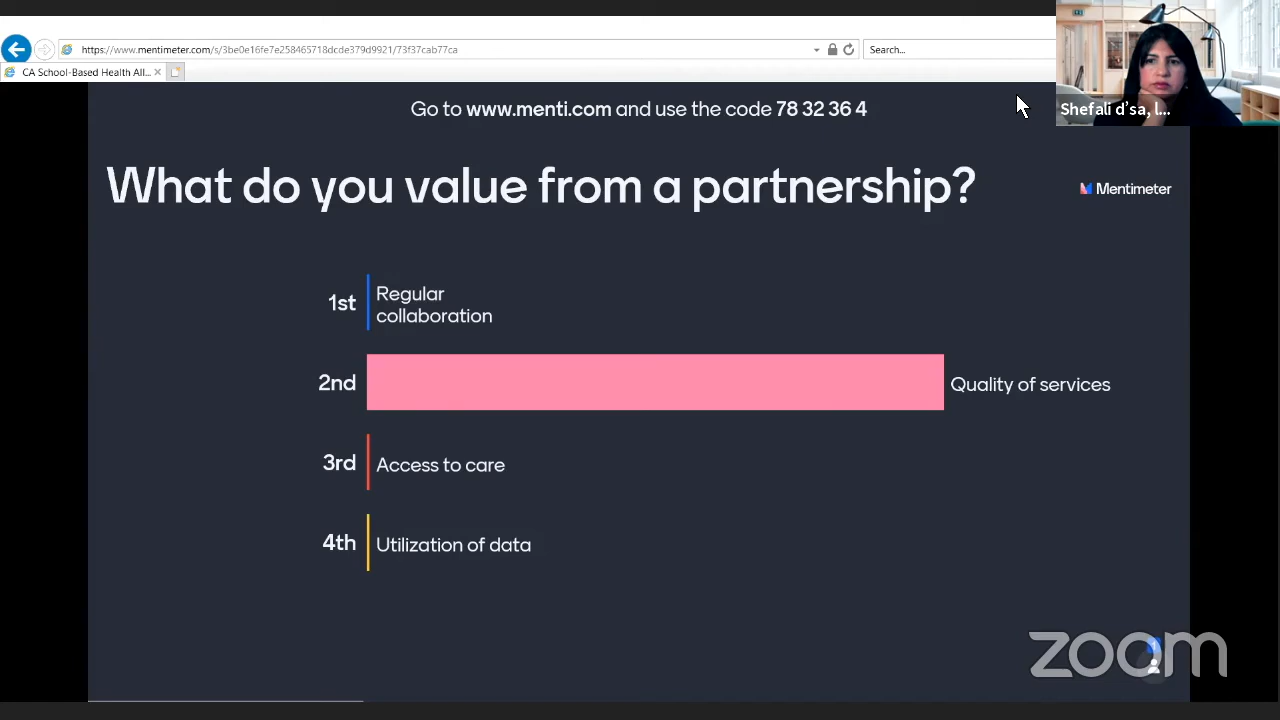 https://www.mentimeter.com/s/3be0e16fe7e258465718dcde379d9921/73f37cab77ca
Search...
CA School-Based Health All...
Shefali d'sa, l...
Go to www.menti.com and use the code 78 32 36 4
What do you value from a partnership?
Mentimeter
1st
Regular
collaboration
2nd
Quality of services
3rd
Access to care
4th
Utilization of data
1
zoom